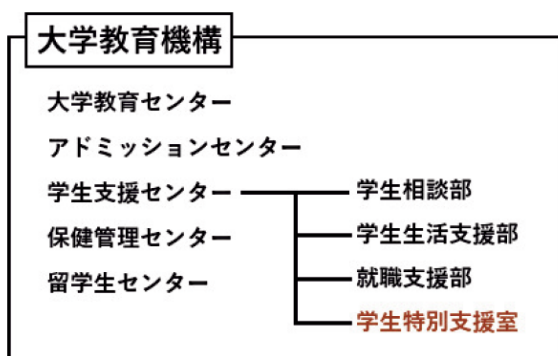 大学教育機構
大学教育センター
アドミッションセンター
学生支援センター
保健管理センター
留学生センター
学生相談部
学生生活支援部
就職支援部
学生特別支援室